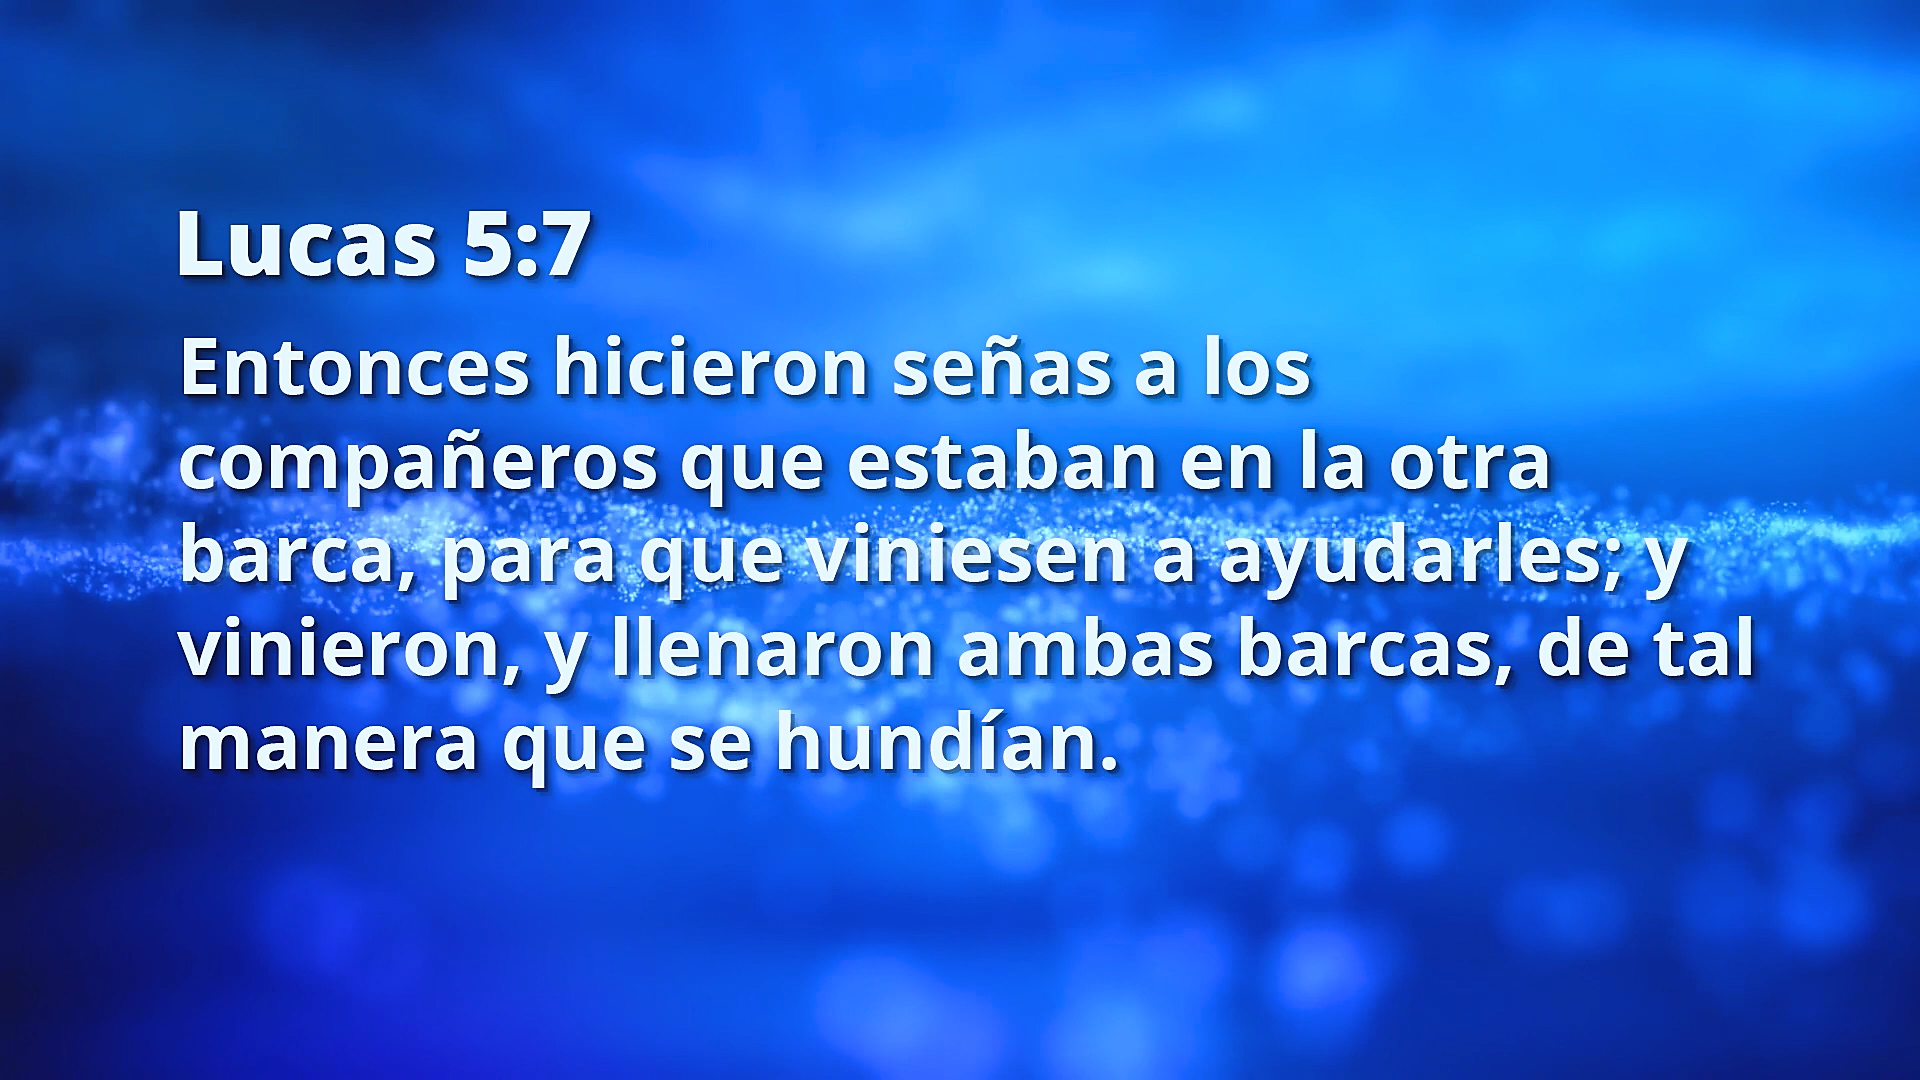 Lucas 5:7
Entonces hicieron señas a los
compañeros que estaban en la otra
barca, para que viniesen a ayudarles; y
vinieron, y llenaron ambas barcas, de tal
manera que se hundían.